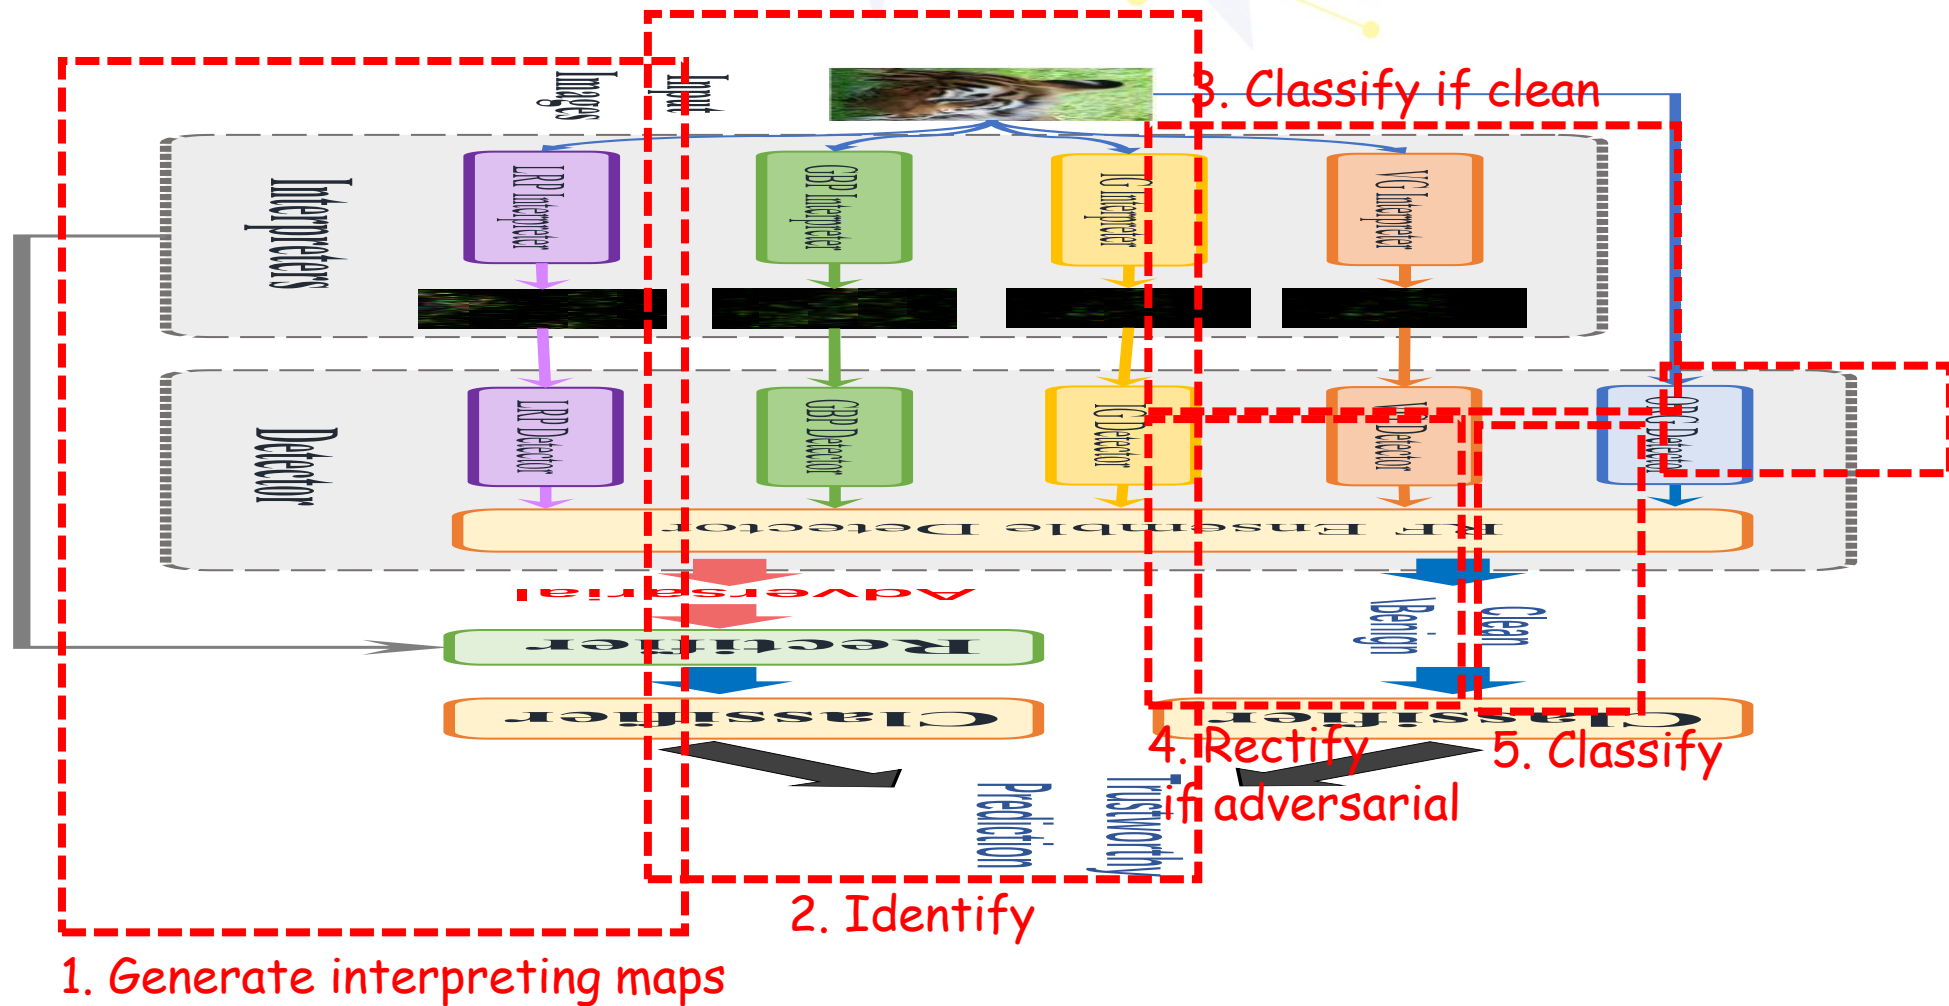 Input
Images
3. Classify if clean
Interpreters
LRP Interpreter
GBP Interpreter
IG Interpreter
VG Interpreter
Detector
LRP Detector
GBP Detector
IG Detector
Detector
Detector
RF Ensemble Detector
Adversarial
Clean
\Benign
Rectifier
Classifier
Classifier
4. Rectify
if adversarial
5. Classify
Trustworthy
Prediction
2. Identify
1. Generate interpreting maps